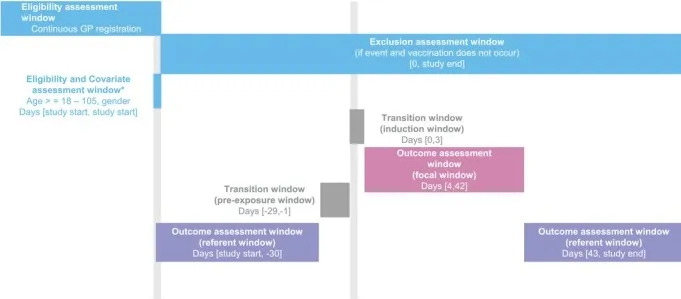 Eligibility assessment
window
Continuous GP registration
Exclusion assessment window
(if event and vaccination does not occur)
[0, study end]
Eligibility and Covariate
assessment window*
Age > = 18 – 105, gender
Days [study start, study start]
Transition window
(induction window)
Days [0,3]
Outcome assessment
window
(focal window)
Days [4,42]
Transition window
(pre-exposure window)
Days [-29,-1]
Outcome assessment window
(referent window)
Days [study start, -30]
Outcome assessment window
(referent window)
Days [43, study end]